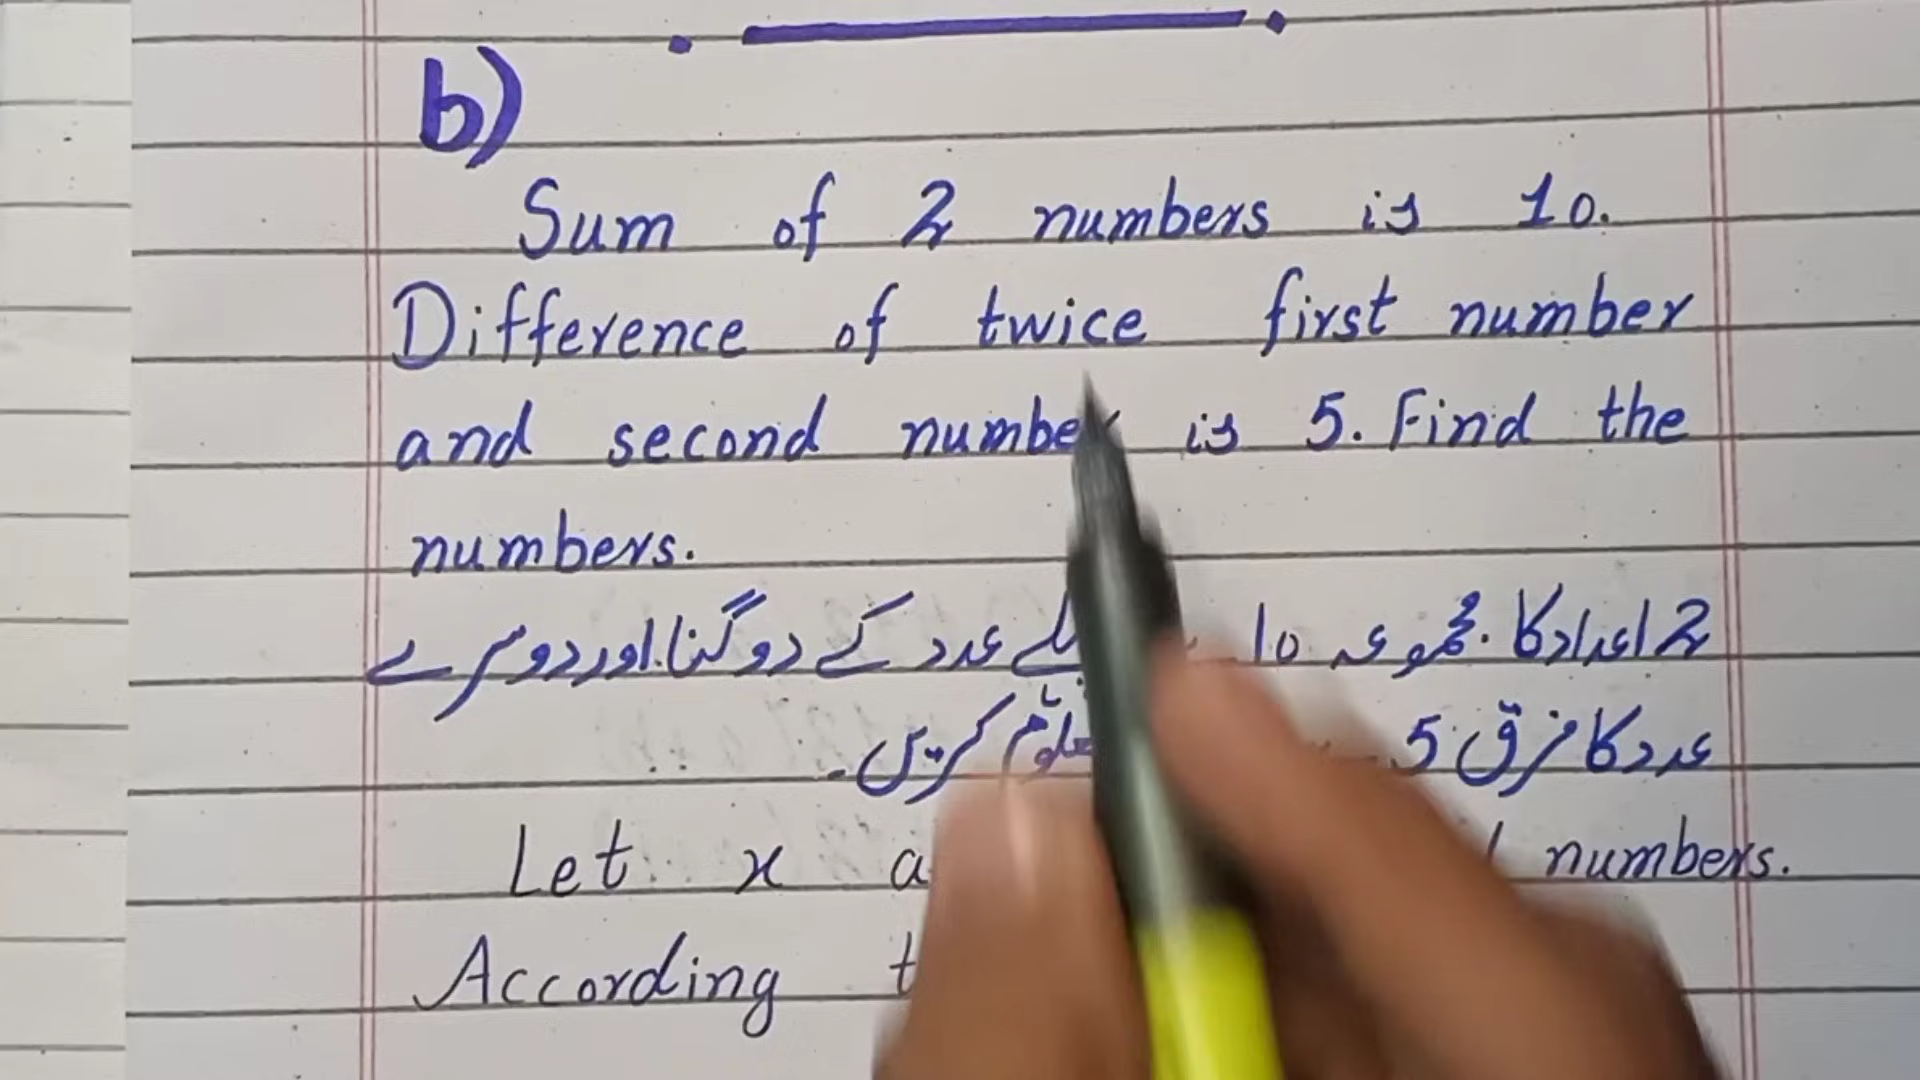 b)
Sum of 2 numbers is 10.
Difference of twice first number
and second number is 5. Find the
numbers.
2 اعداد کا مجموعہ 10 عدد کے دوگنا اور دوسرے
عدد کا فرق 5 معلوم کریں۔
Let x numbers.
According